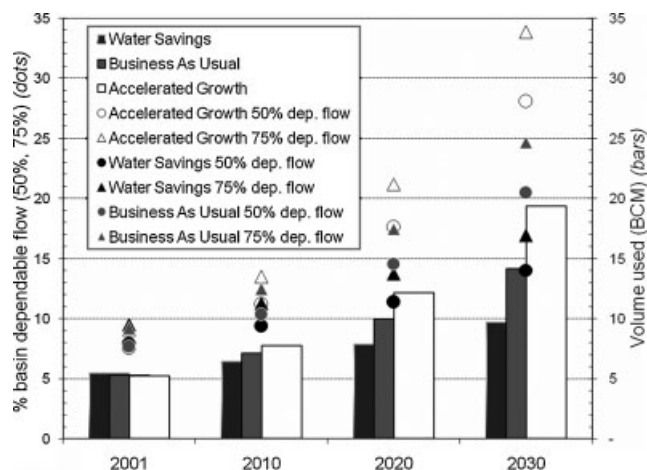 % basin dependable flow (50%, 75%) (dots)
35
30
25
20
15
10
5
0
Water Savings
Business As Usual
Accelerated Growth
Accelerated Growth 50% dep. flow
Accelerated Growth 75% dep. flow
Water Savings 50% dep. flow
Water Savings 75% dep. flow
Business As Usual 50% dep. flow
Business As Usual 75% dep. flow
2001 2010 2020 2030
35
30
25
20
15
10
5
-
Volume used (BCM) (bars)